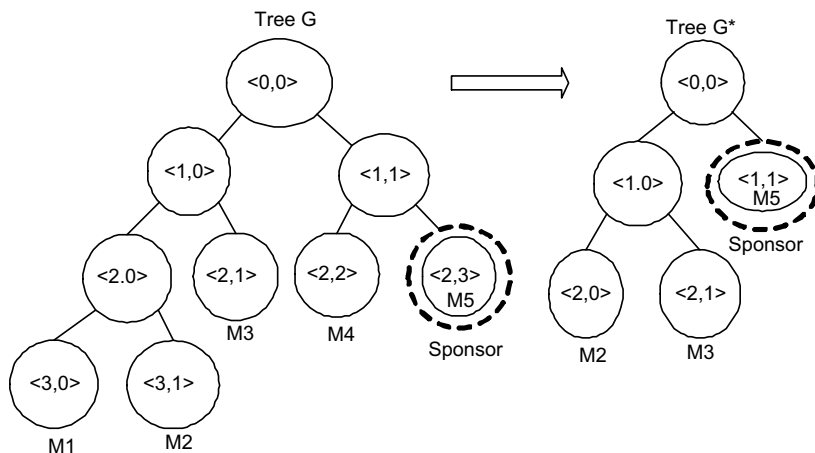 Tree G
Tree G*
<0,0>
<0,0>
<1,0>
<1,1>
<1.0>
<1,1>
M5
Sponsor
<2.0>
<2,1>
<2,2>
<2,3>
M5
<2,0>
<2,1>
M3
M4
Sponsor
M2
M3
<3,0>
<3,1>
M1
M2